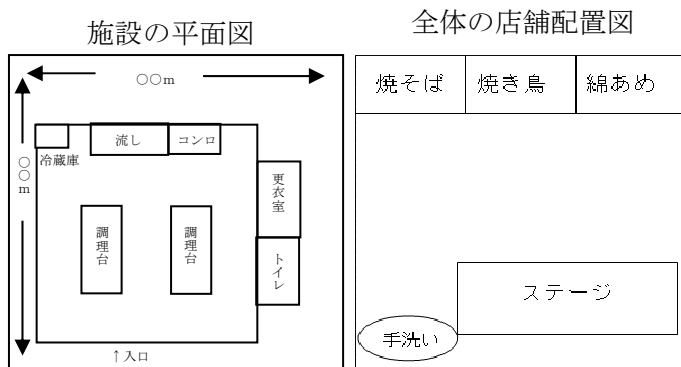 施設の平面図
〇〇m
〇〇m
冷蔵庫
流し
コンロ
更衣室
調理台
調理台
トイレ
↑入口
全体の店舗配置図
焼そば
焼き鳥
綿あめ
ステージ
手洗い